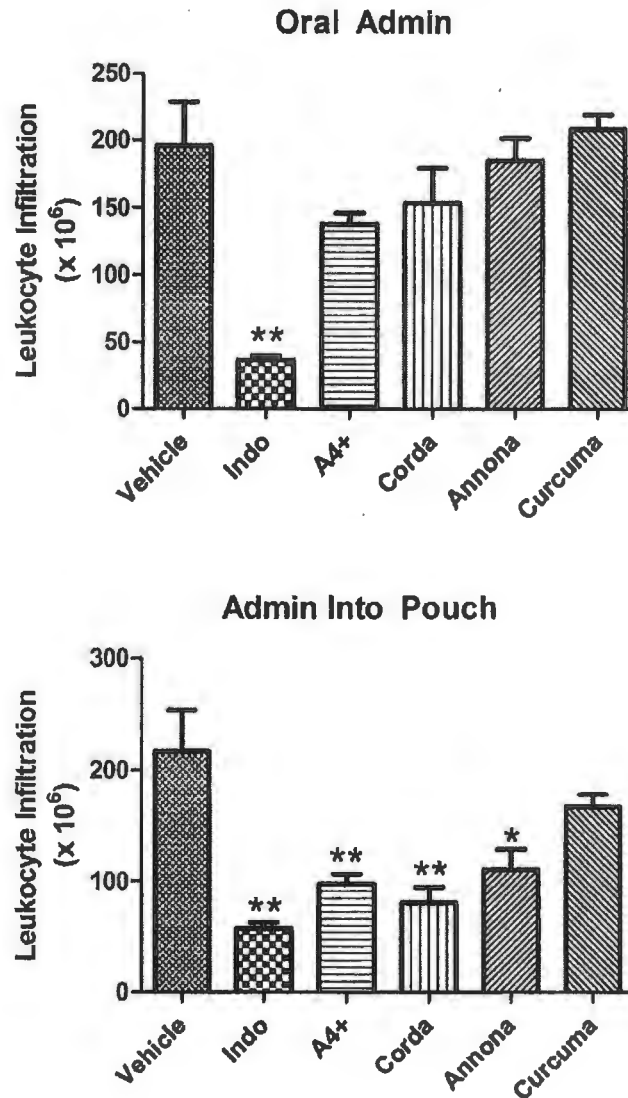 Oral Admin
Leukocyte Infiltration
(x 10⁶)
250
200
150
100
50
0
**
Vehicle
Indo
A4+
Corda
Annona
Curcuma
Admin Into Pouch
Leukocyte Infiltration
(x 10⁶)
300
200
100
0
**
**
**
*
Vehicle
Indo
A4+
Corda
Annona
Curcuma